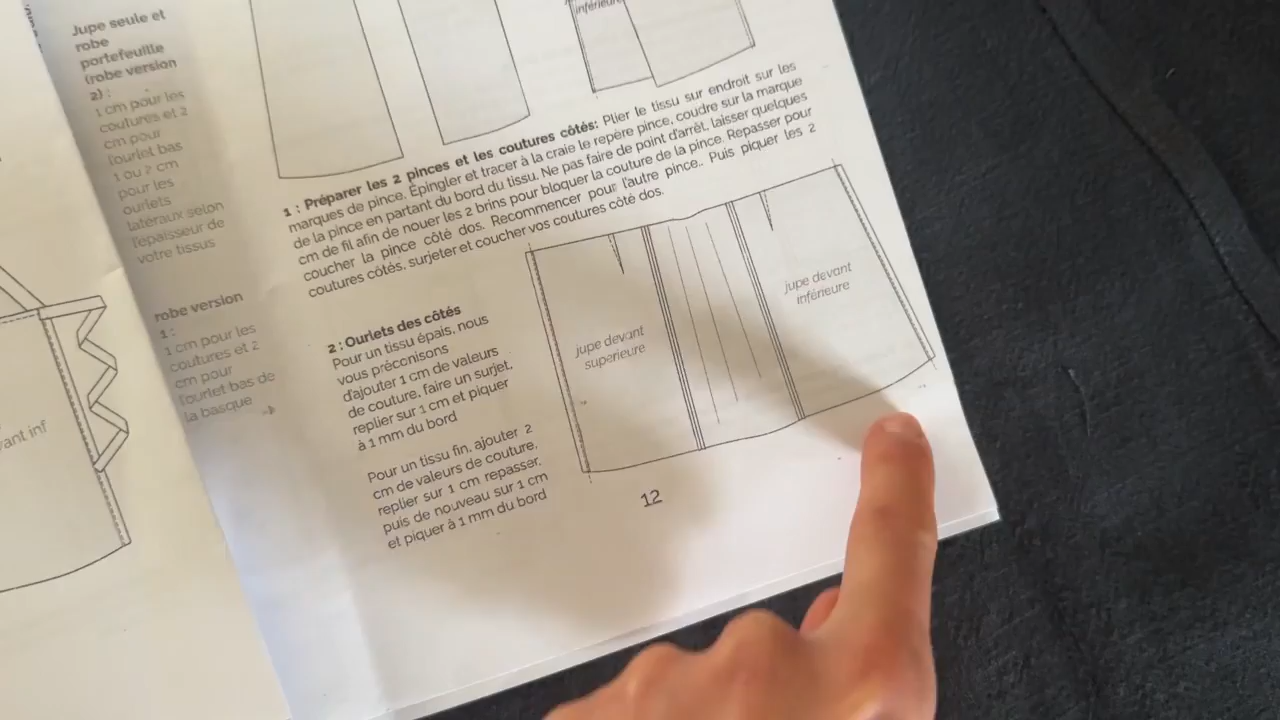 Jupe seule et
robe
portefeuille
(robe version
2) :
1 cm pour les
coutures et 2
cm pour
l'ourlet bas
1 ou 2 cm
pour les
ourlets
latéraux selon
l'épaisseur de
votre tissus
robe version
1 :
1 cm pour les
coutures et 2
cm pour
l'ourlet bas de
la basque
inférieure
1 : Préparer les 2 pinces et les coutures côtés: Plier le tissu sur endroit sur les
marques de pince. Épingler et tracer à la craie le repère pince, coudre sur la marque
de la pince en partant du bord du tissu. Ne pas faire de point d'arrêt, laisser quelques
cm de fil afin de nouer les 2 brins pour bloquer la couture de la pince. Repasser pour
coucher la pince côté dos. Recommencer pour l'autre pince.. Puis piquer les 2
coutures côtés, surjeter et coucher vos coutures côté dos.
2 : Ourlets des côtés
Pour un tissu épais, nous
vous préconisons
d'ajouter 1 cm de valeurs
de couture, faire un surjet,
replier sur 1 cm et piquer
à 1 mm du bord
Pour un tissu fin, ajouter 2
cm de valeurs de couture,
replier sur 1 cm repasser,
puis de nouveau sur 1 cm
et piquer à 1 mm du bord
jupe devant
superieure
jupe devant
inférieure
12
vant inf